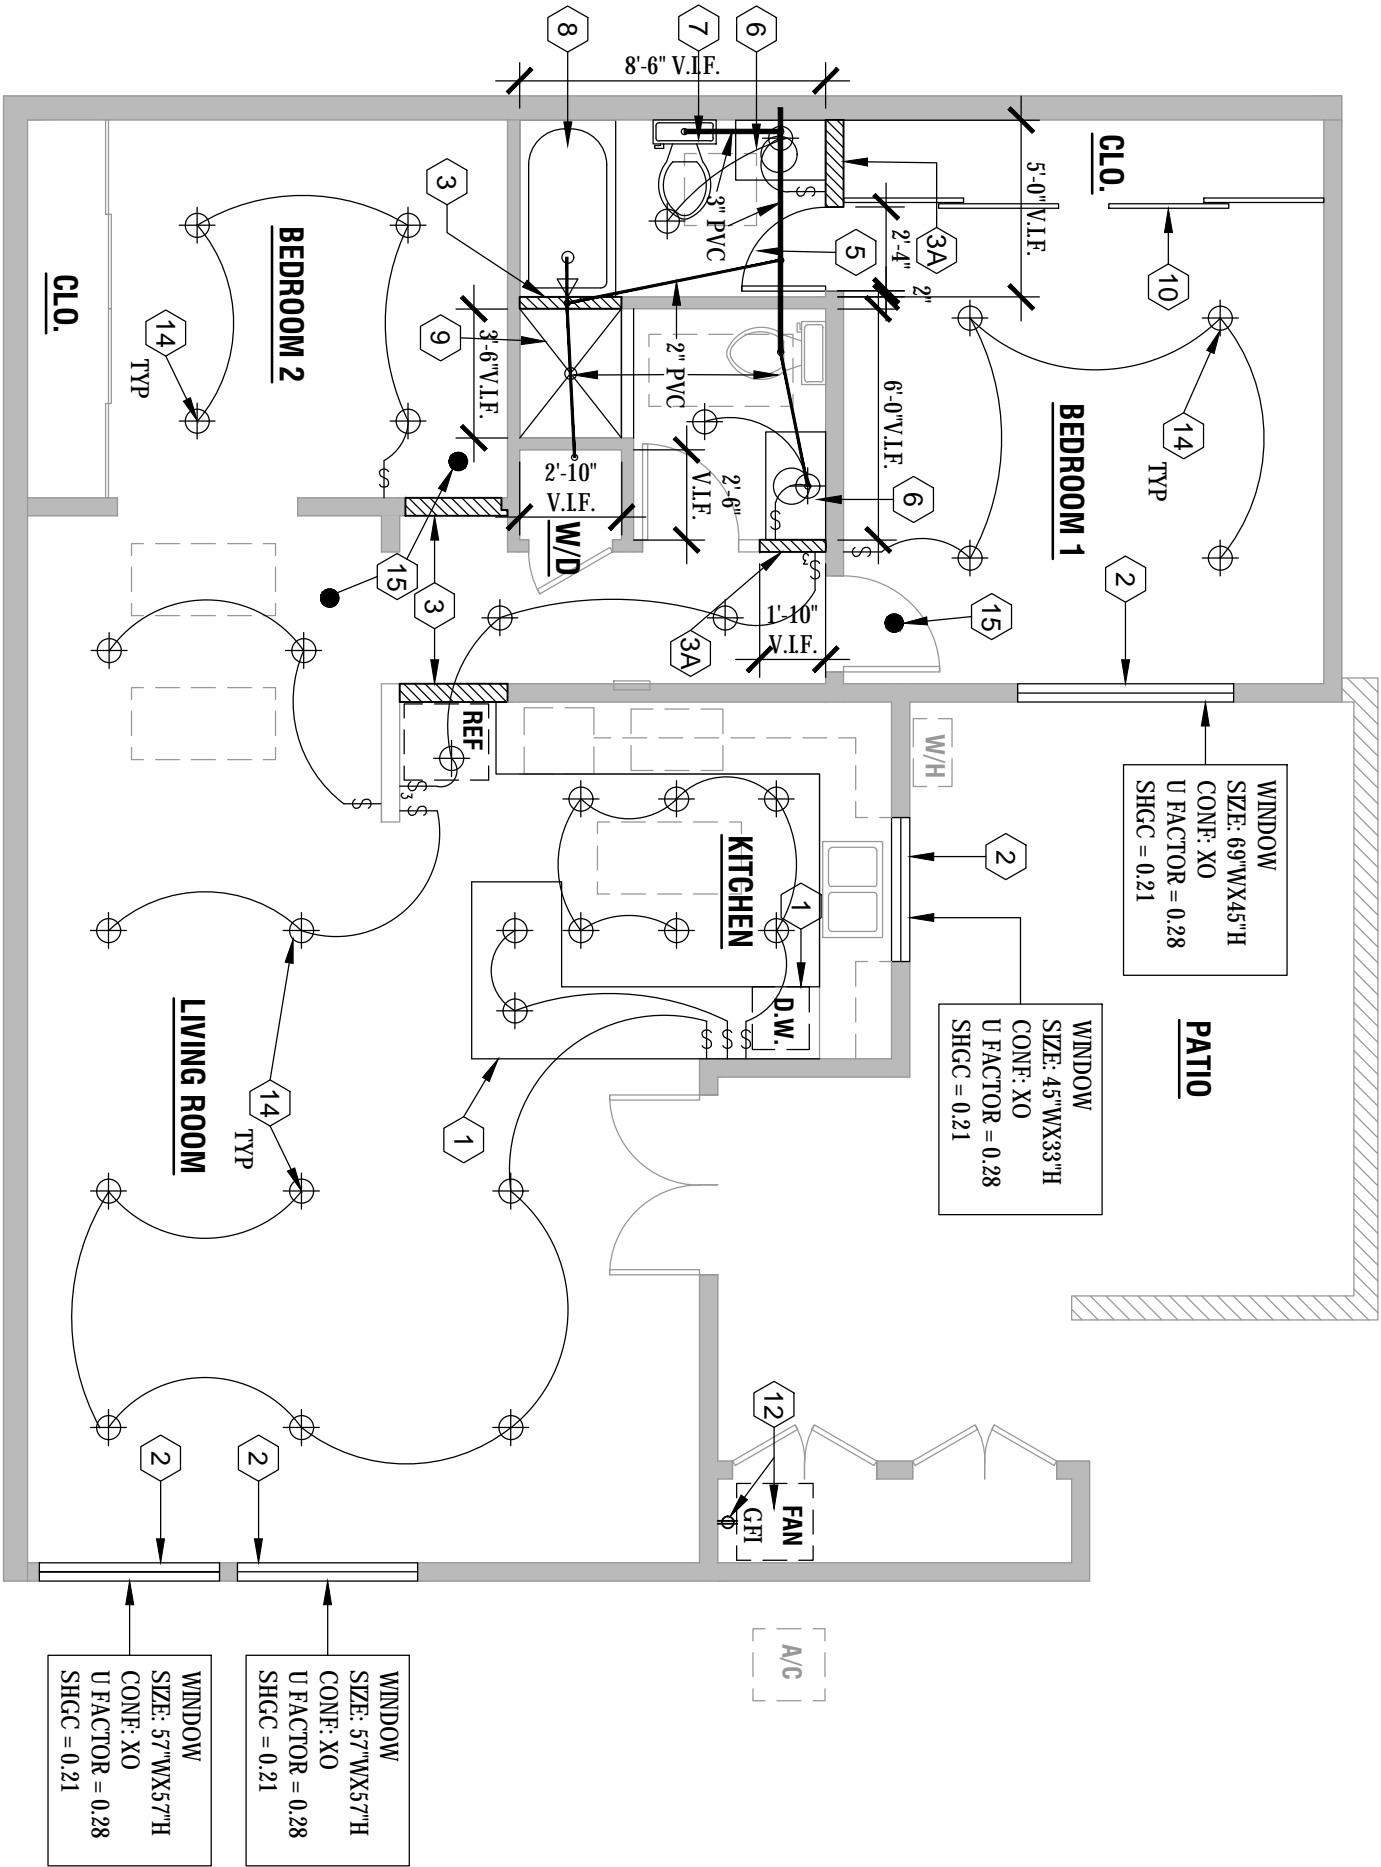 8
7
6
8'-6" V.I.F.
CLO.
5'-0"V.I.F.
3A
2'-4"
2"
10
5
3" PVC
3
BEDROOM 2
CLO.
14
TYP
9
3'-6"V.I.F.
2" PVC
6'-0"V.I.F.
BEDROOM 1
14
TYP
S
S
2'-10"
V.I.F.
2'-6"
V.I.F.
6
S
S
S
3
W/D
15
3
3A
1'-10"
V.I.F.
15
2
REF
W/H
WINDOW
SIZE: 69"WX45"H
CONF: XO
U FACTOR = 0.28
SHGC = 0.21
S
S
3
S
KITCHEN
1
2
D.W.
S
S
S
WINDOW
SIZE: 45"WX33"H
CONF: XO
U FACTOR = 0.28
SHGC = 0.21
PATIO
LIVING ROOM
14
TYP
1
12
FAN
GFI
2
2
A/C
WINDOW
SIZE: 57"WX57"H
CONF: XO
U FACTOR = 0.28
SHGC = 0.21
WINDOW
SIZE: 57"WX57"H
CONF: XO
U FACTOR = 0.28
SHGC = 0.21